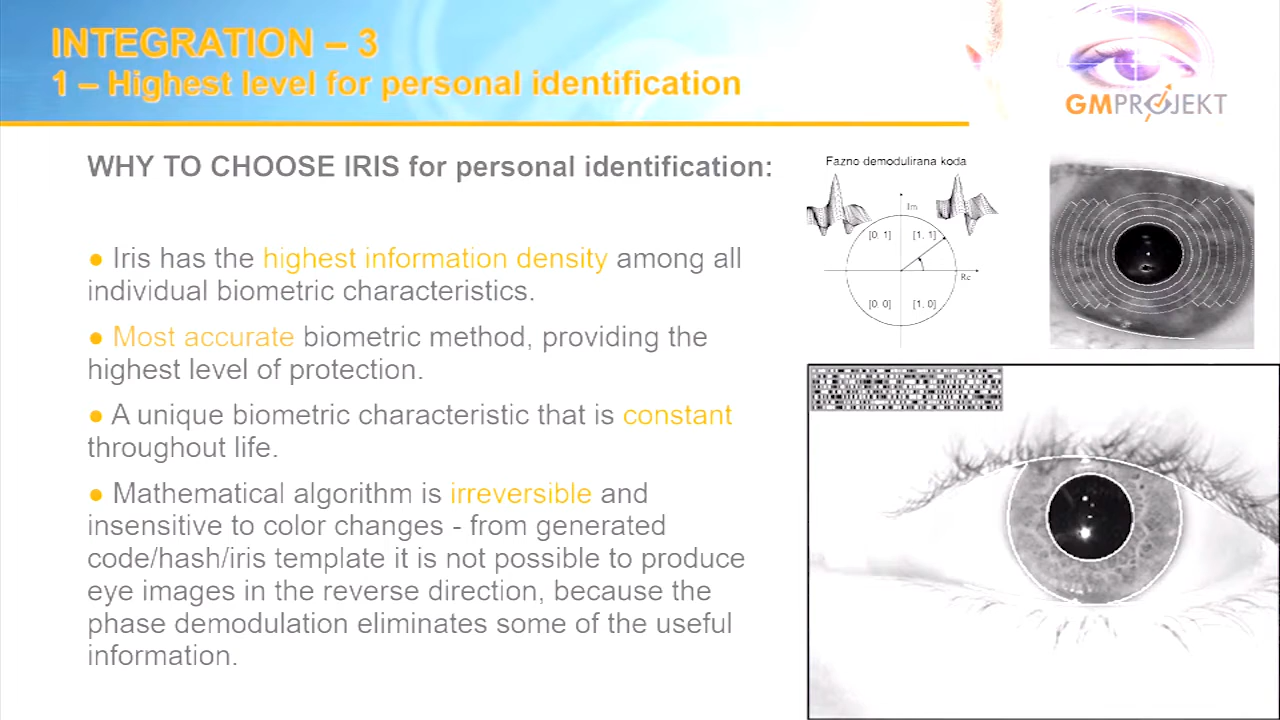 INTEGRATION – 3
1 – Highest level for personal identification
GMPROJEKT
WHY TO CHOOSE IRIS for personal identification:
● Iris has the highest information density among all
individual biometric characteristics.
● Most accurate biometric method, providing the
highest level of protection.
● A unique biometric characteristic that is constant
throughout life.
● Mathematical algorithm is irreversible and
insensitive to color changes - from generated
code/hash/iris template it is not possible to produce
eye images in the reverse direction, because the
phase demodulation eliminates some of the useful
information.
Fazno demodulirana koda
Im
[0, 1] [1, 1]
Re
[0, 0] [1, 0]